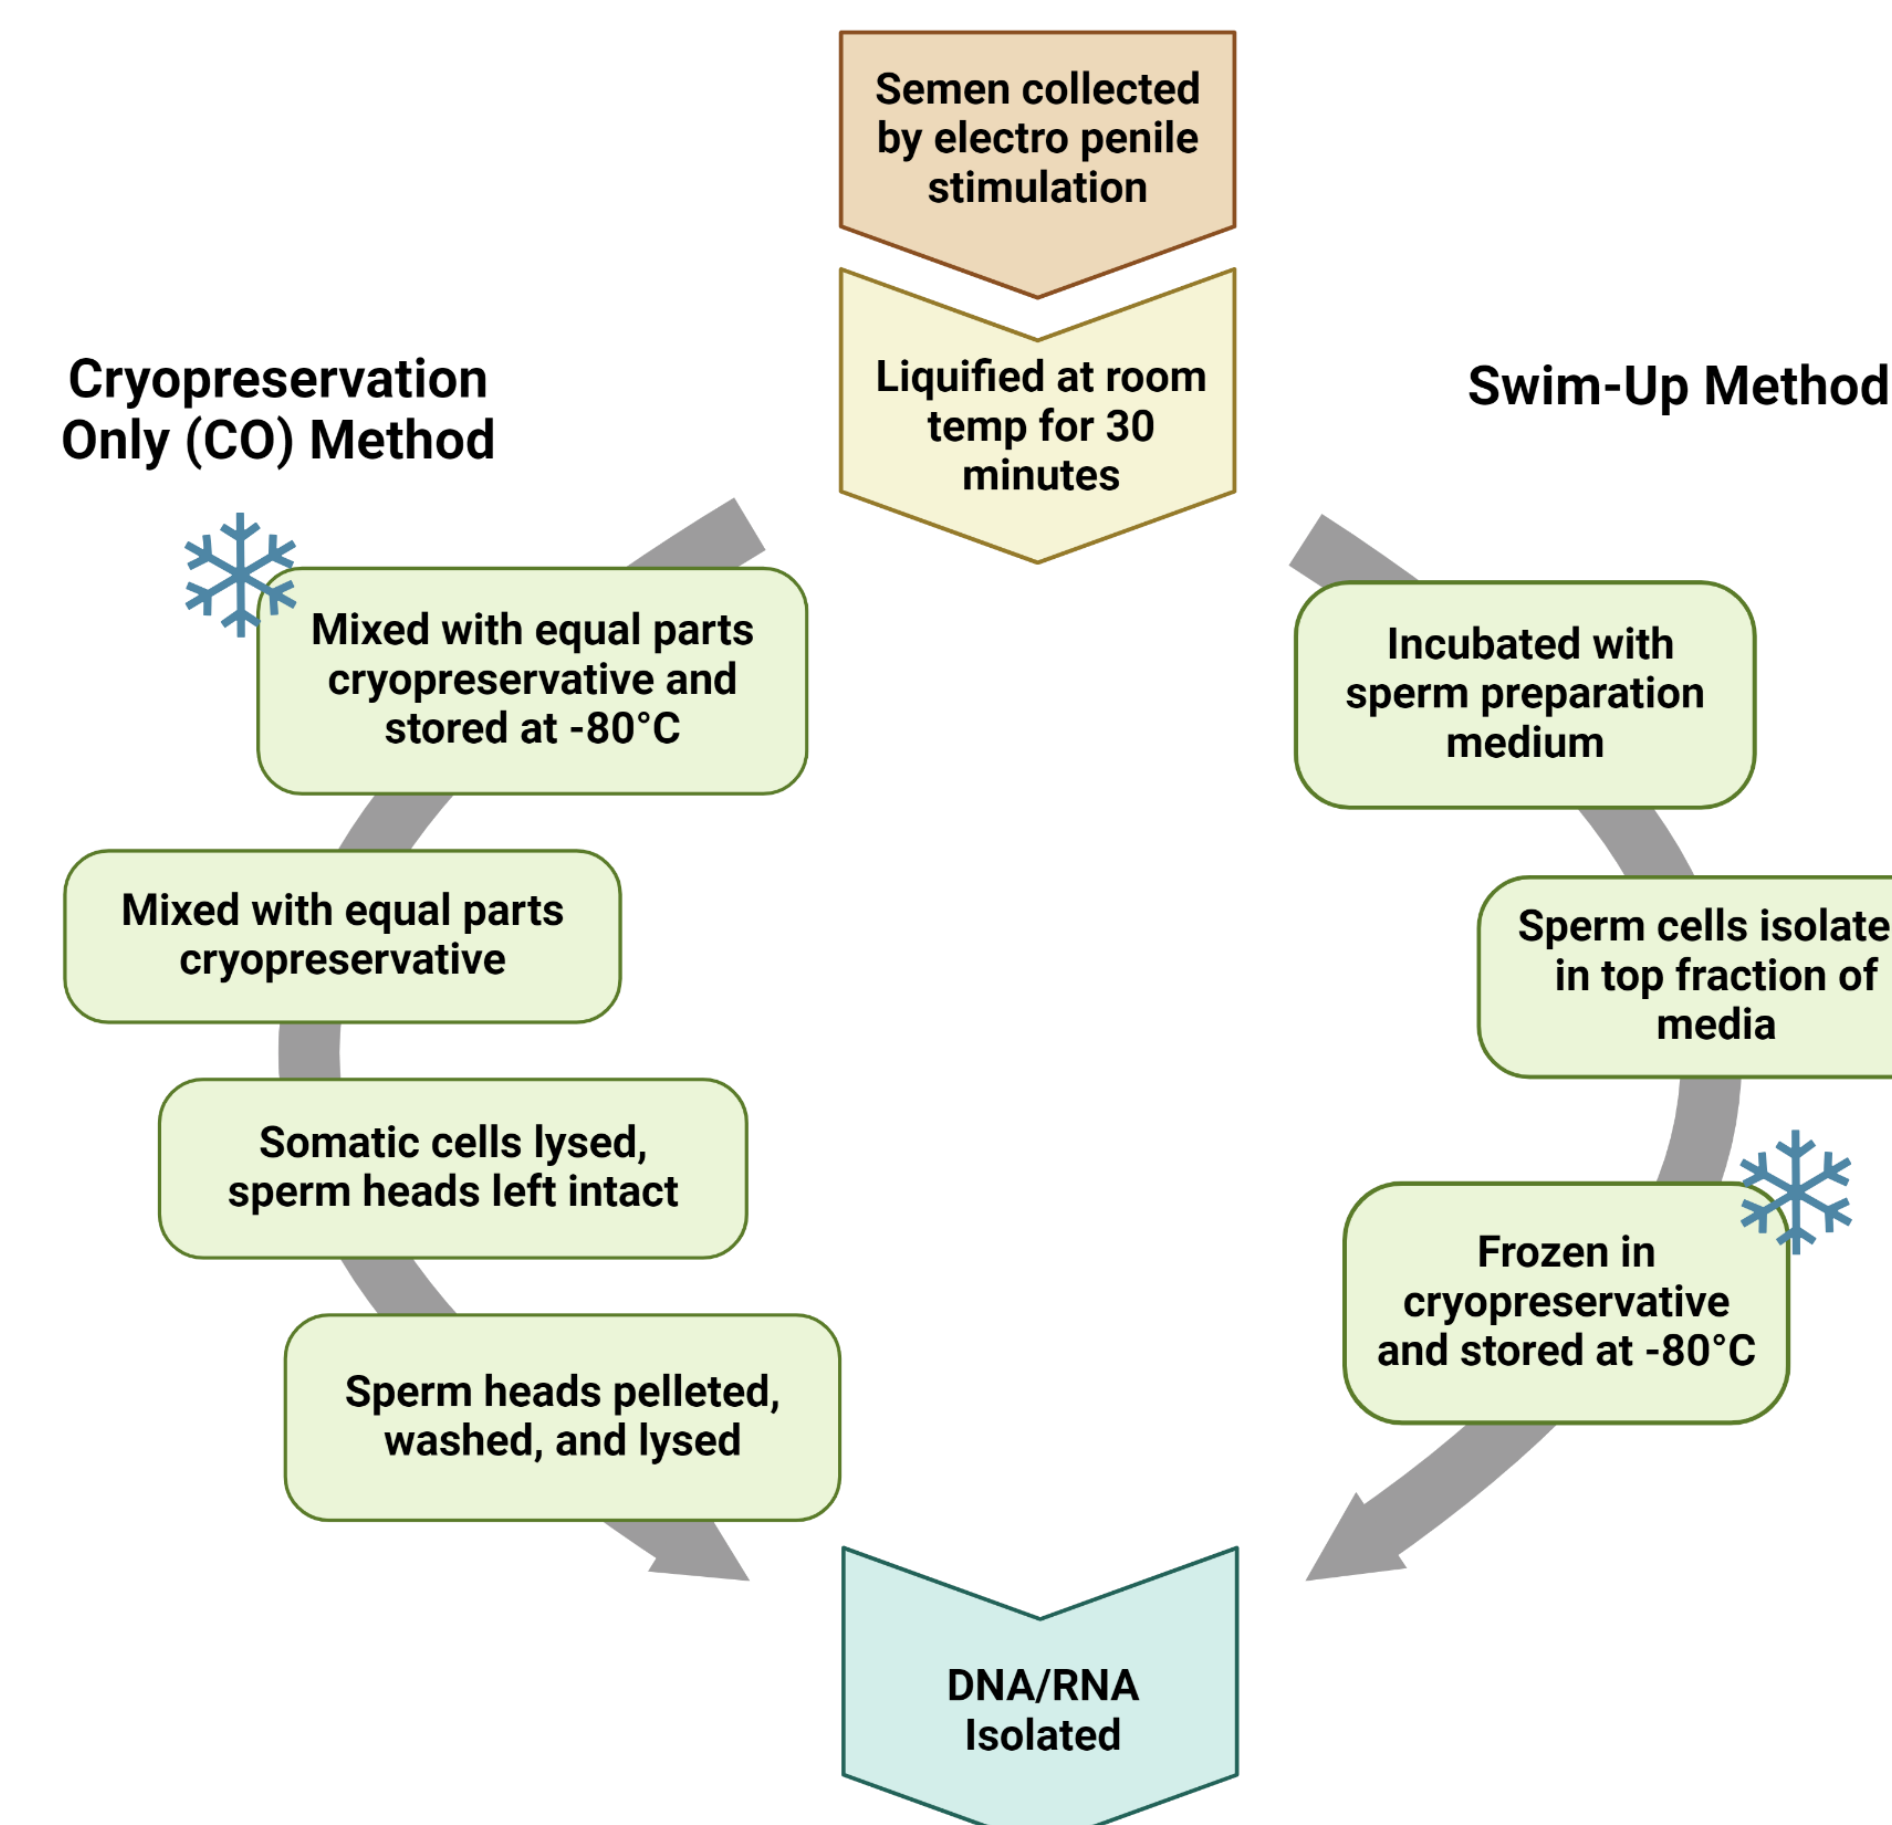 Semen collected
by electro penile
stimulation
Liquified at room
temp for 30
minutes
Cryopreservation
Only (CO) Method
Mixed with equal parts
cryopreservative and
stored at -80°C
Mixed with equal parts
cryopreservative
Somatic cells lysed,
sperm heads left intact
Sperm heads pelleted,
washed, and lysed
Swim-Up Method
Incubated with
sperm preparation
medium
Sperm cells isolate
in top fraction of
media
Frozen in
cryopreservative
and stored at -80°C
DNA/RNA
Isolated